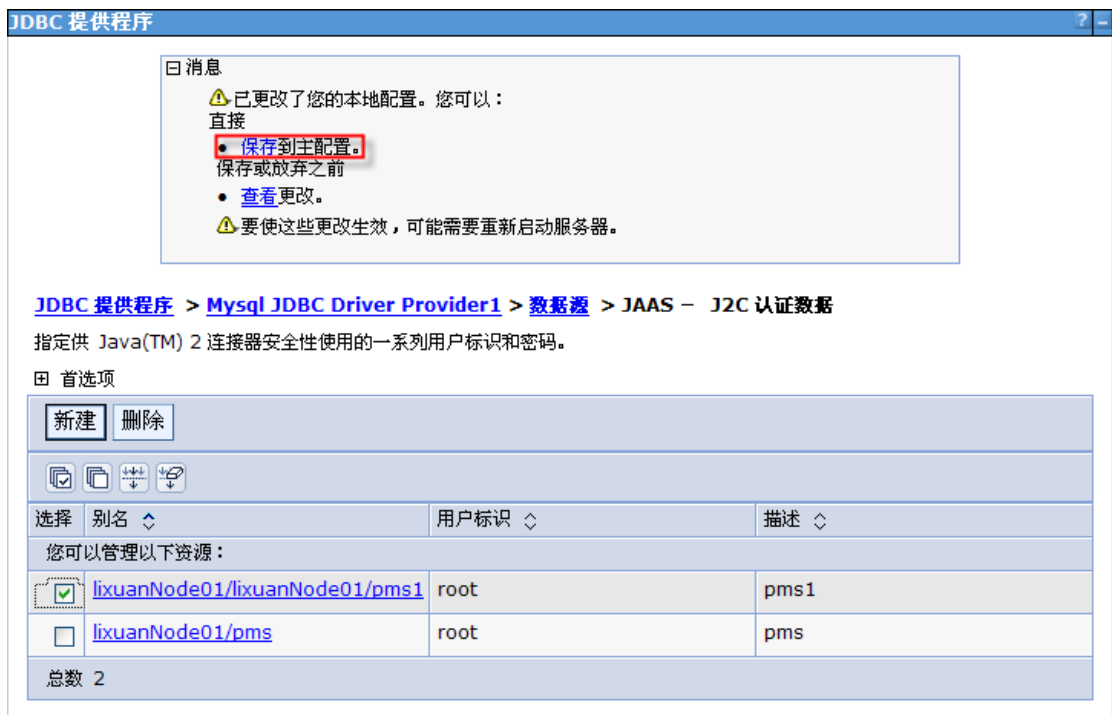 JDBC 提供程序 ? –
消息
已更改了您的本地配置。您可以：
直接
• 保存到主配置。
保存或放弃之前
• 查看更改。
要使这些更改生效，可能需要重新启动服务器。
JDBC 提供程序 > Mysql JDBC Driver Provider1 > 数据源 > JAAS － J2C 认证数据
指定供 Java(TM) 2 连接器安全性使用的一系列用户标识和密码。
首选项
新建 删除
选择 别名 用户标识 描述
您可以管理以下资源：
lixuanNode01/lixuanNode01/pms1 root pms1
lixuanNode01/pms root pms
总数 2